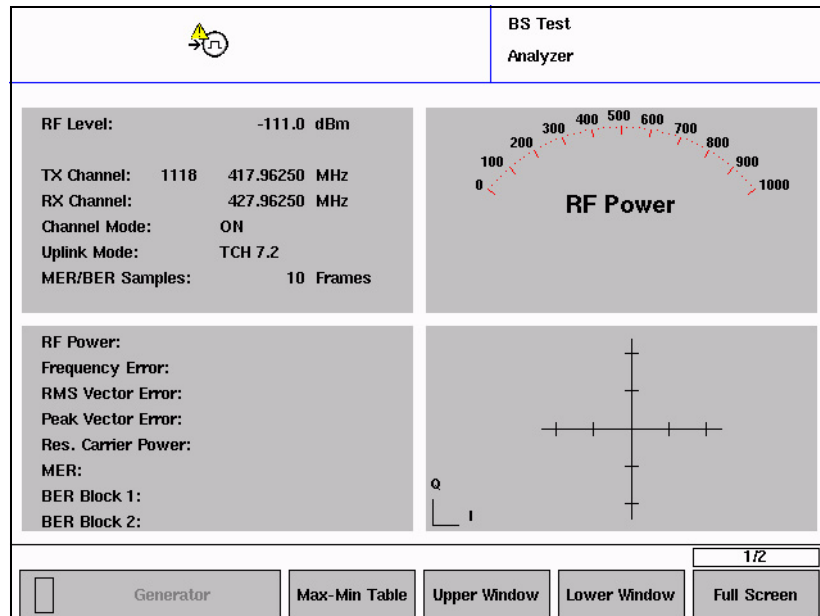 BS Test
Analyzer
RF Level: -111.0 dBm
TX Channel: 1118 417.96250 MHz
RX Channel: 427.96250 MHz
Channel Mode: ON
Uplink Mode: TCH 7.2
MER/BER Samples: 10 Frames
0 100 200 300 400 500 600 700 800 900 1000
RF Power
RF Power:
Frequency Error:
RMS Vector Error:
Peak Vector Error:
Res. Carrier Power:
MER:
BER Block 1:
BER Block 2:
Q
I
1/2
Generator Max-Min Table Upper Window Lower Window Full Screen